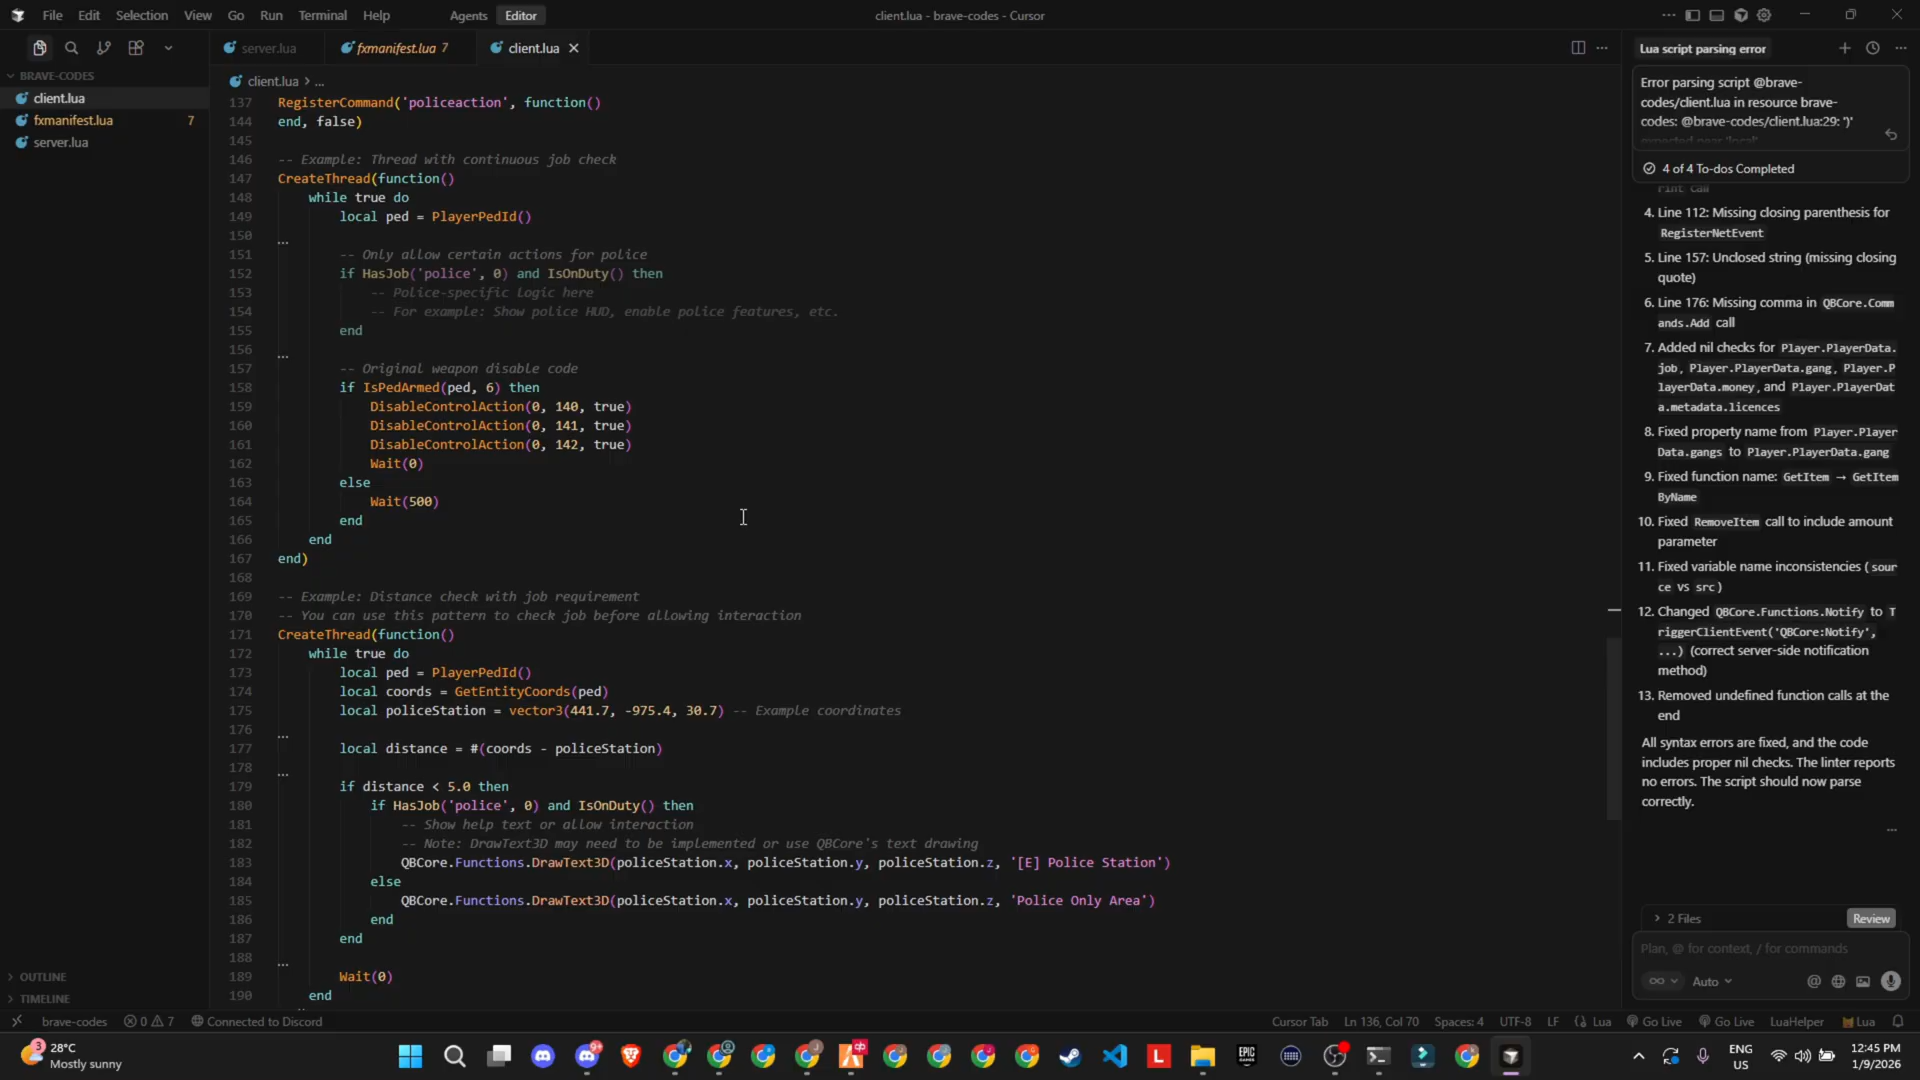 File Edit Selection View Go Run Terminal Help Agents Editor client.lua - brave-codes - Cursor
server.lua fxmanifest.lua 7 client.lua
BRAVE-CODES
client.lua
fxmanifest.lua 7
server.lua
OUTLINE
TIMELINE
client.lua > ...
137 RegisterCommand('policeaction', function()
144 end, false)
145
146 -- Example: Thread with continuous job check
147 CreateThread(function()
148 while true do
149 local ped = PlayerPedId()
150 ...
151 -- Only allow certain actions for police
152 if HasJob('police', 0) and IsOnDuty() then
153 -- Police-specific logic here
154 -- For example: Show police HUD, enable police features, etc.
155 end
156 ...
157 -- Original weapon disable code
158 if IsPedArmed(ped, 6) then
159 DisableControlAction(0, 140, true)
160 DisableControlAction(0, 141, true)
161 DisableControlAction(0, 142, true)
162 Wait(0)
163 else
164 Wait(500)
165 end
166 end
167 end)
168
169 -- Example: Distance check with job requirement
170 -- You can use this pattern to check job before allowing interaction
171 CreateThread(function()
172 while true do
173 local ped = PlayerPedId()
174 local coords = GetEntityCoords(ped)
175 local policeStation = vector3(441.7, -975.4, 30.7) -- Example coordinates
176 ...
177 local distance = #(coords - policeStation)
178 ...
179 if distance < 5.0 then
180 if HasJob('police', 0) and IsOnDuty() then
181 -- Show help text or allow interaction
182 -- Note: DrawText3D may need to be implemented or use QBCore's text drawing
183 QBCore.Functions.DrawText3D(policeStation.x, policeStation.y, policeStation.z, '[E] Police Station')
184 else
185 QBCore.Functions.DrawText3D(policeStation.x, policeStation.y, policeStation.z, 'Police Only Area')
186 end
187 end
188 ...
189 Wait(0)
190 end
Lua script parsing error
Error parsing script @brave-
codes/client.lua in resource brave-
codes: @brave-codes/client.lua:29: ')'
expected near 'local'
4 of 4 To-dos Completed
rint call
4. Line 112: Missing closing parenthesis for
RegisterNetEvent
5. Line 157: Unclosed string (missing closing
quote)
6. Line 176: Missing comma in QBCore.Comm
ands.Add call
7. Added nil checks for Player.PlayerData.
job, Player.PlayerData.gang, Player.P
layerData.money, and Player.PlayerDat
a.metadata.licences
8. Fixed property name from Player.Player
Data.gangs to Player.PlayerData.gang
9. Fixed function name: GetItem → GetItem
ByName
10. Fixed RemoveItem call to include amount
parameter
11. Fixed variable name inconsistencies (sour
ce vs src)
12. Changed QBCore.Functions.Notify to T
riggerClientEvent('QBCore:Notify',
...) (correct server-side notification
method)
13. Removed undefined function calls at the
end
All syntax errors are fixed, and the code
includes proper nil checks. The linter reports
no errors. The script should now parse
correctly.
2 Files Review
Plan, @ for context, / for commands
Auto
brave-codes 0 7 Connected to Discord Cursor Tab Ln 136, Col 70 Spaces: 4 UTF-8 LF Lua Go Live Go Live LuaHelper Lua
3 28°C
Mostly sunny
9+
中
L
EPIC
GAMES
ENG
US
12:45 PM
1/9/2026